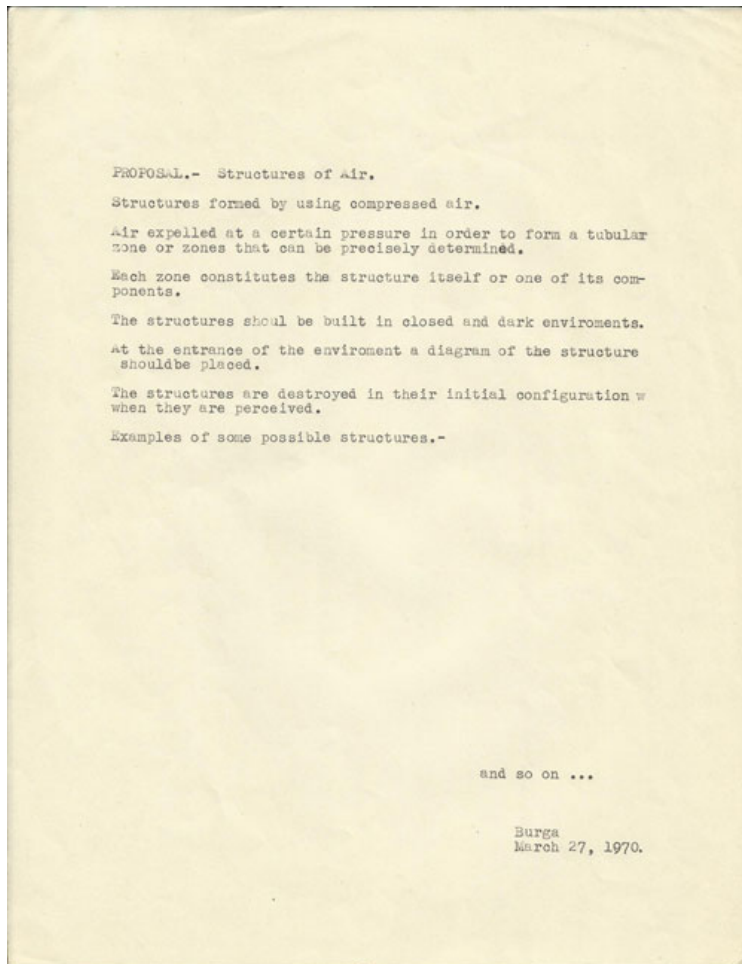 PROPOSAL.- Structures of Air.
Structures formed by using compressed air.
Air expelled at a certain pressure in order to form a tubular
zone or zones that can be precisely determined.
Each zone constitutes the structure itself or one of its com-
ponents.
The structures shoul be built in closed and dark enviroments.
At the entrance of the enviroment a diagram of the structure
shouldbe placed.
The structures are destroyed in their initial configuration w
when they are perceived.
Examples of some possible structures.-
and so on ...
Burga
March 27, 1970.